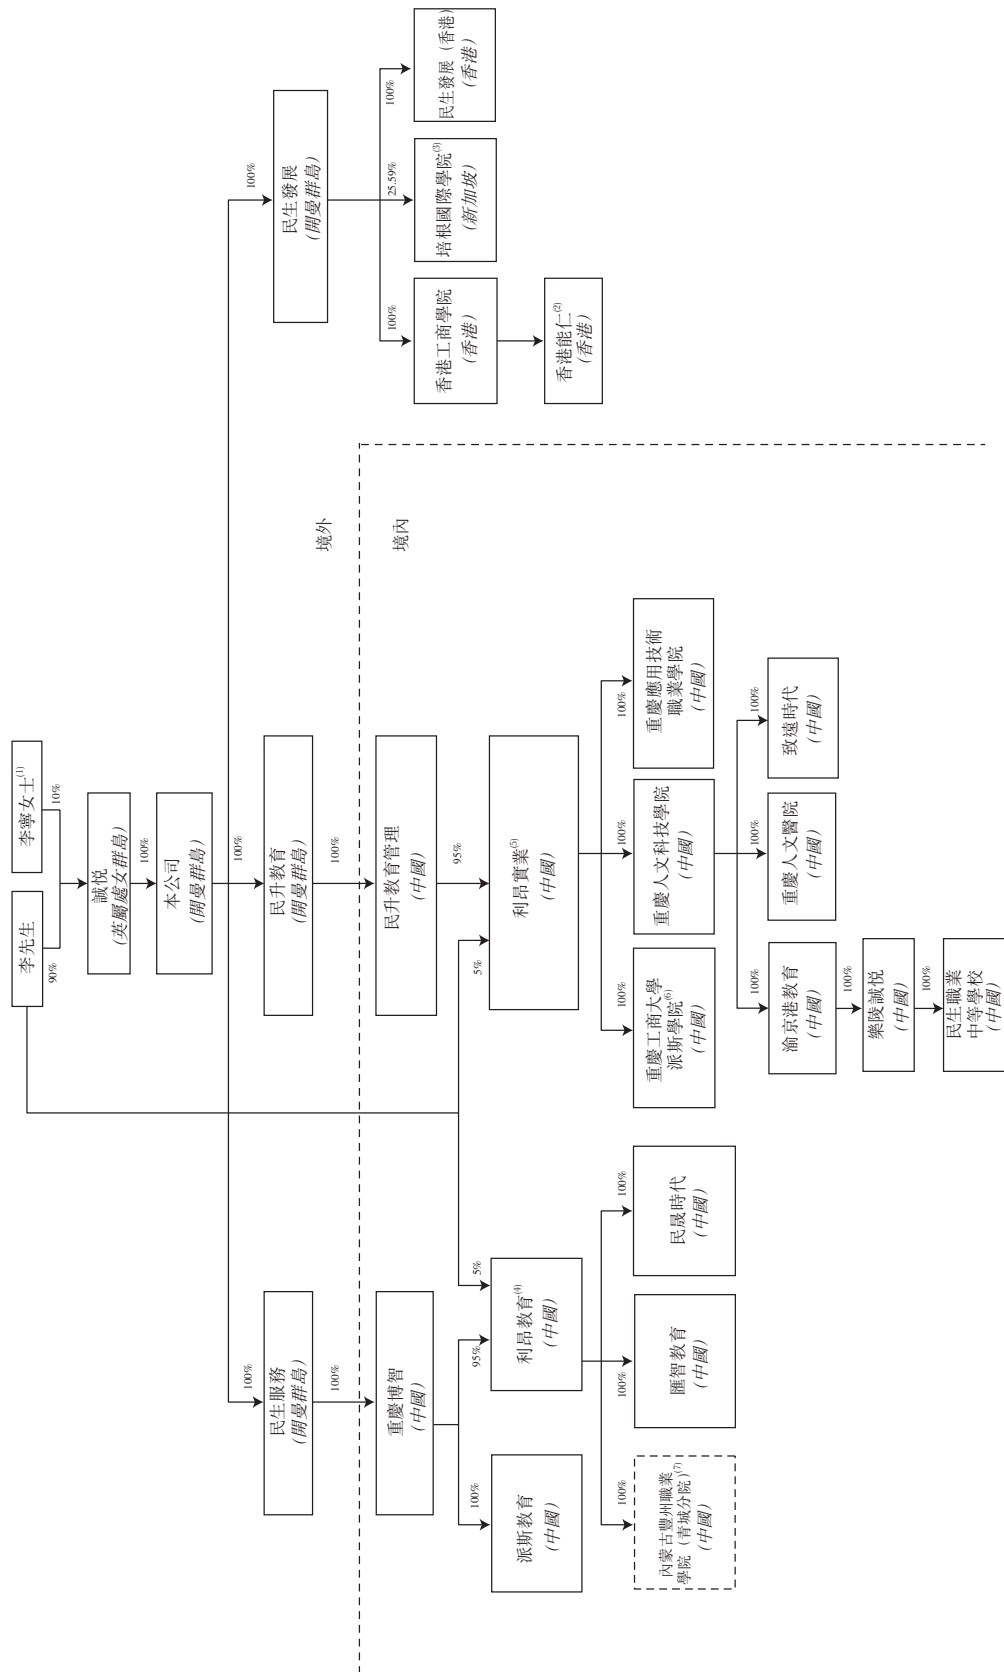 李先生
李寧女士(1)
90%
10%
誠悅
(英屬處女群島)
100%
本公司
(開曼群島)
100%
100%
100%
民生服務
(開曼群島)
民升教育
(開曼群島)
民生發展
(開曼群島)
100%
100%
境外
境內
重慶博智
(中國)
民升教育管理
(中國)
100%
25.59%
100%
香港工商學院
(香港)
培根國際學院(3)
(新加坡)
民生發展(香港)
(香港)
香港能仁(2)
(香港)
100%
95%
5%
5%
95%
派斯教育
(中國)
利昂教育(4)
(中國)
利昂實業(5)
(中國)
100%
100%
100%
100%
100%
100%
內蒙古豐州職業
學院(青城分院)(7)
(中國)
匯智教育
(中國)
民晟時代
(中國)
重慶工商大學
派斯學院(6)
(中國)
重慶人文科技學院
(中國)
重慶應用技術
職業學院
(中國)
100%
100%
100%
渝京港教育
(中國)
重慶人文醫院
(中國)
致遠時代
(中國)
100%
樂陵誠悅
(中國)
100%
民生職業
中等學校
(中國)